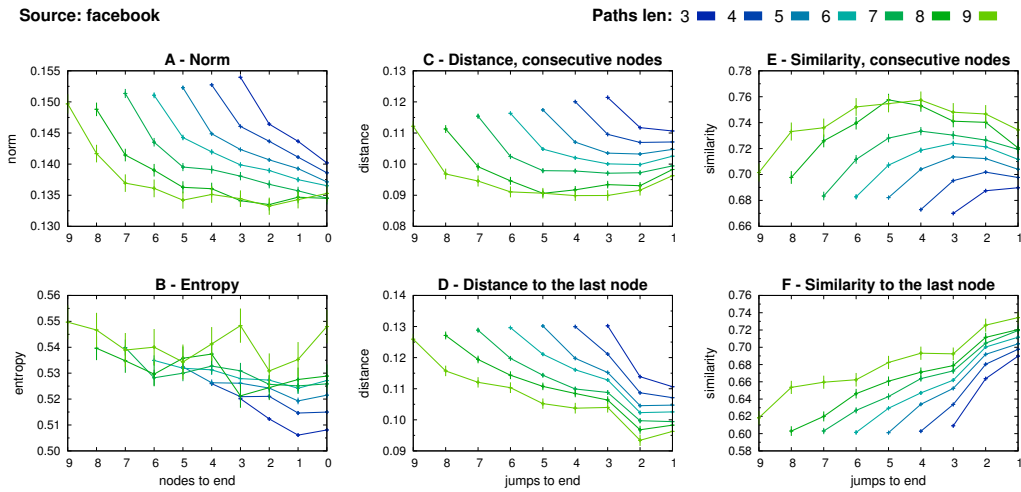 Source: facebook
Paths len: 3 4 5 6 7 8 9
A - Norm
norm
0.155
0.150
0.145
0.140
0.135
0.130
9 8 7 6 5 4 3 2 1 0
C - Distance, consecutive nodes
distance
0.13
0.12
0.11
0.10
0.09
0.08
9 8 7 6 5 4 3 2 1
E - Similarity, consecutive nodes
similarity
0.78
0.76
0.74
0.72
0.70
0.68
0.66
9 8 7 6 5 4 3 2 1
B - Entropy
entropy
0.56
0.55
0.54
0.53
0.52
0.51
0.50
9 8 7 6 5 4 3 2 1 0
nodes to end
D - Distance to the last node
distance
0.14
0.13
0.12
0.11
0.10
0.09
9 8 7 6 5 4 3 2 1
jumps to end
F - Similarity to the last node
similarity
0.76
0.74
0.72
0.70
0.68
0.66
0.64
0.62
0.60
0.58
9 8 7 6 5 4 3 2 1
jumps to end